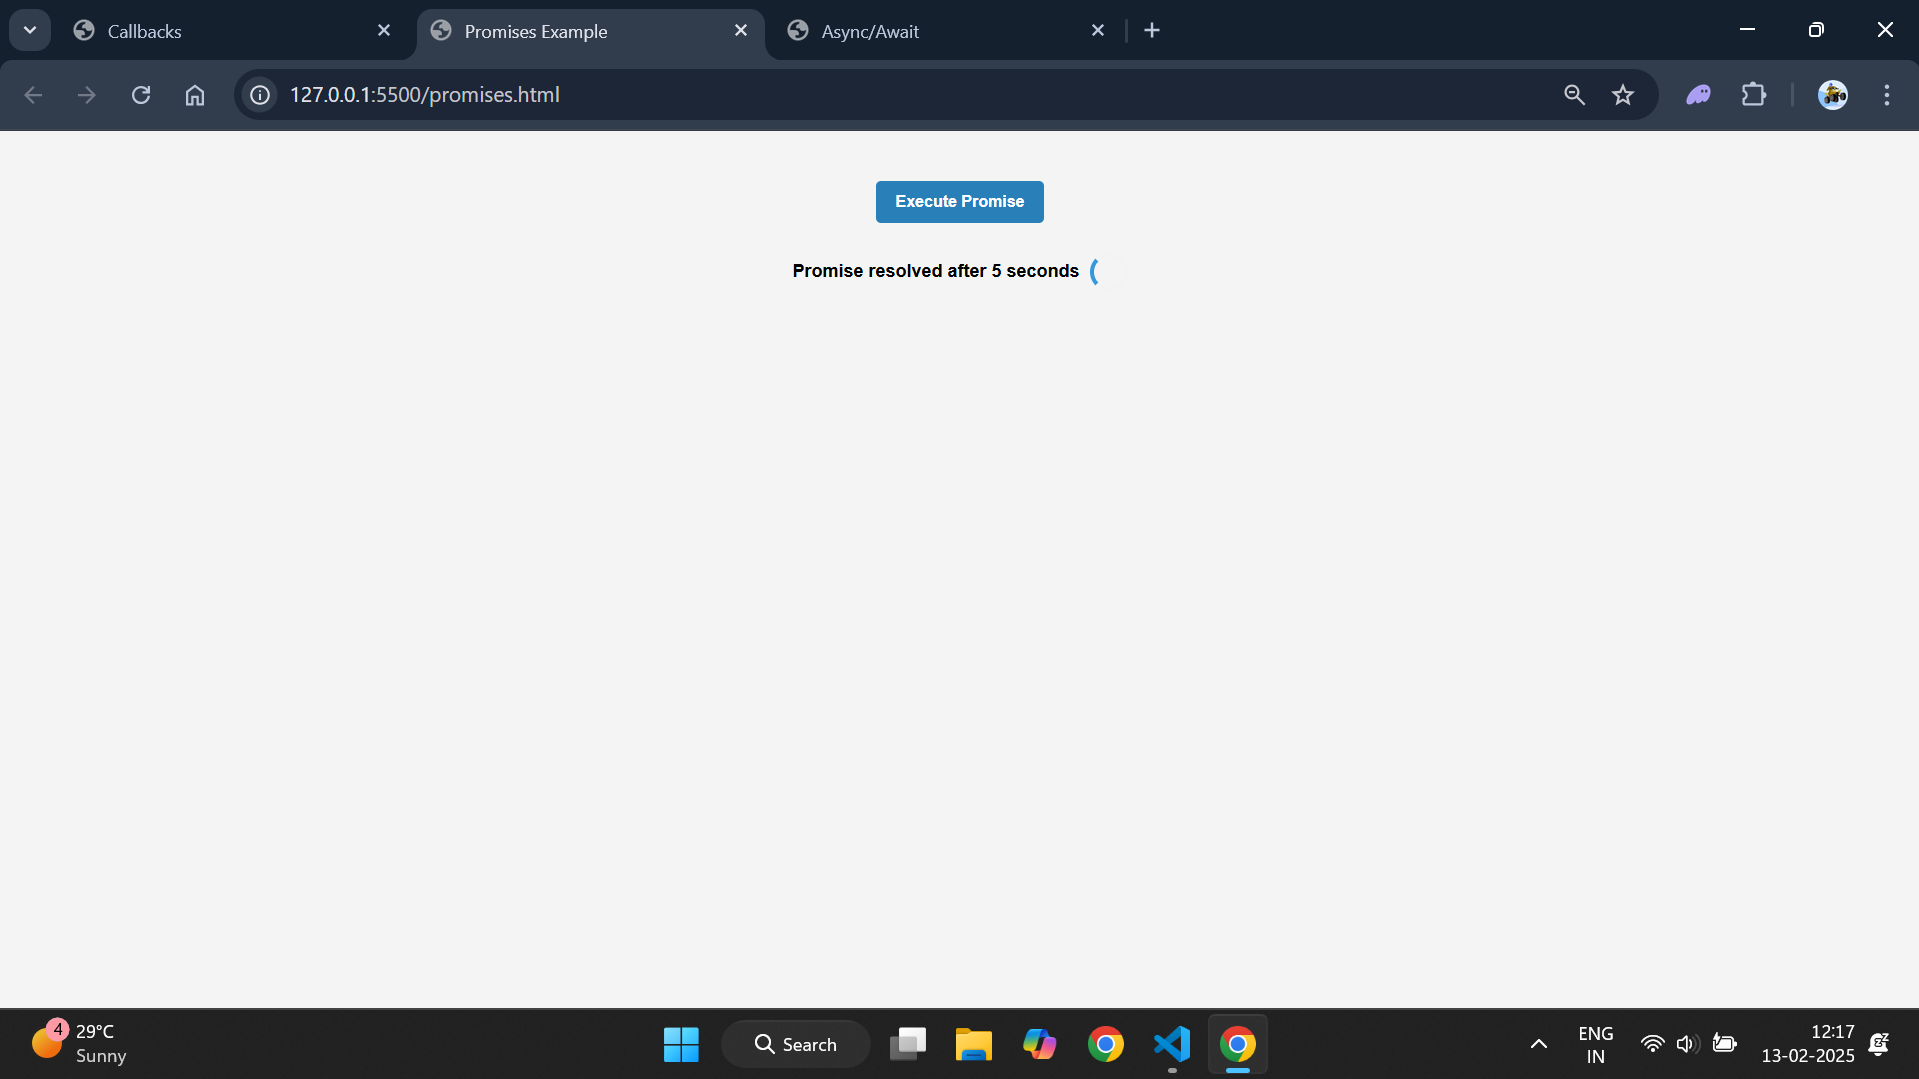 Callbacks
Promises Example
Async/Await
127.0.0.1:5500/promises.html
Execute Promise
Promise resolved after 5 seconds
4
29°C
Sunny
Search
ENG
IN
12:17
13-02-2025